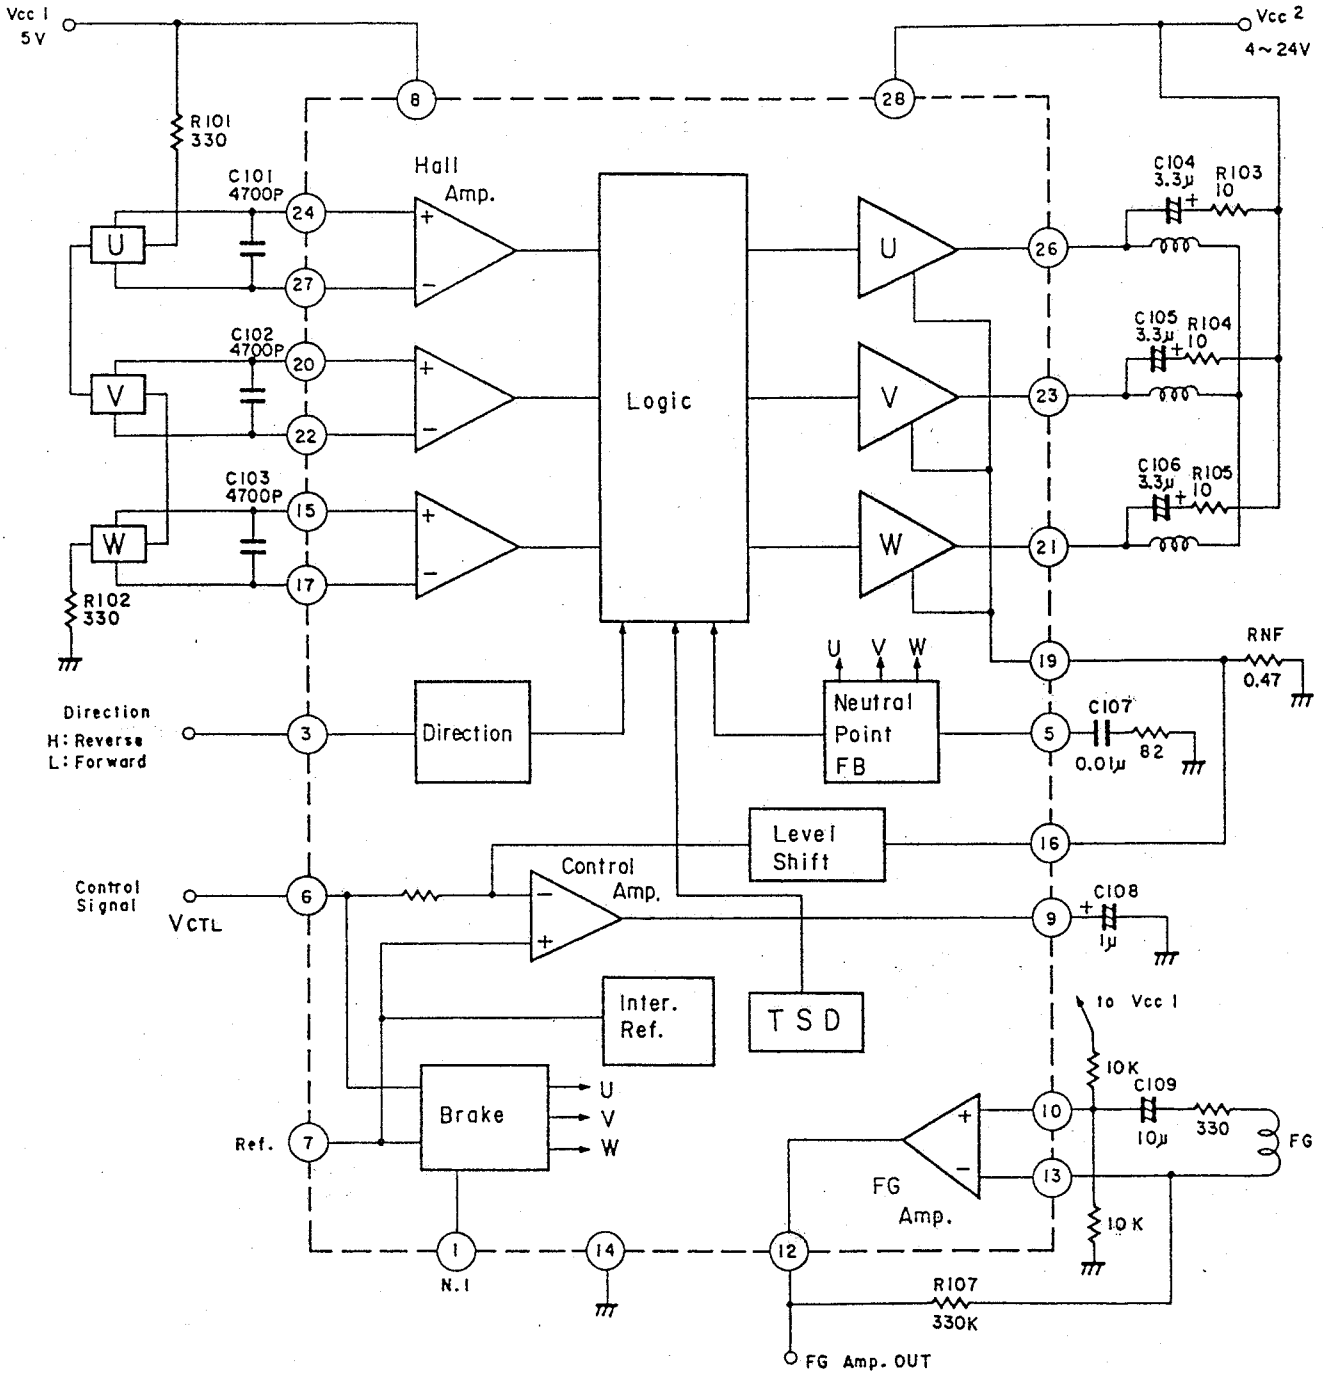 Vcc 1
5V
Vcc 2
4~24V
8
28
R101
330
Hall
Amp.
C101
4700P
24
U
27
+
−
U
26
C104
3.3μ
+
R103
10
C102
4700P
20
V
22
+
−
Logic
V
23
C105
3.3μ
+
R104
10
C103
4700P
15
W
17
+
−
W
21
C106
3.3μ
+
R105
10
R102
330
U V W
19
RNF
0.47
Direction
H: Reverse
L: Forward
3
Direction
Neutral
Point
FB
5
C107
0.01μ
82
Level
Shift
16
Control
Signal
VCTL
6
Control
Amp.
−
+
9
+
C108
1μ
Inter.
Ref.
TSD
to Vcc 1
10K
Ref.
7
Brake
U
V
W
10
C109
10μ
330
FG
+
−
13
FG
Amp.
10K
1
N.I
14
12
R107
330K
FG Amp. OUT